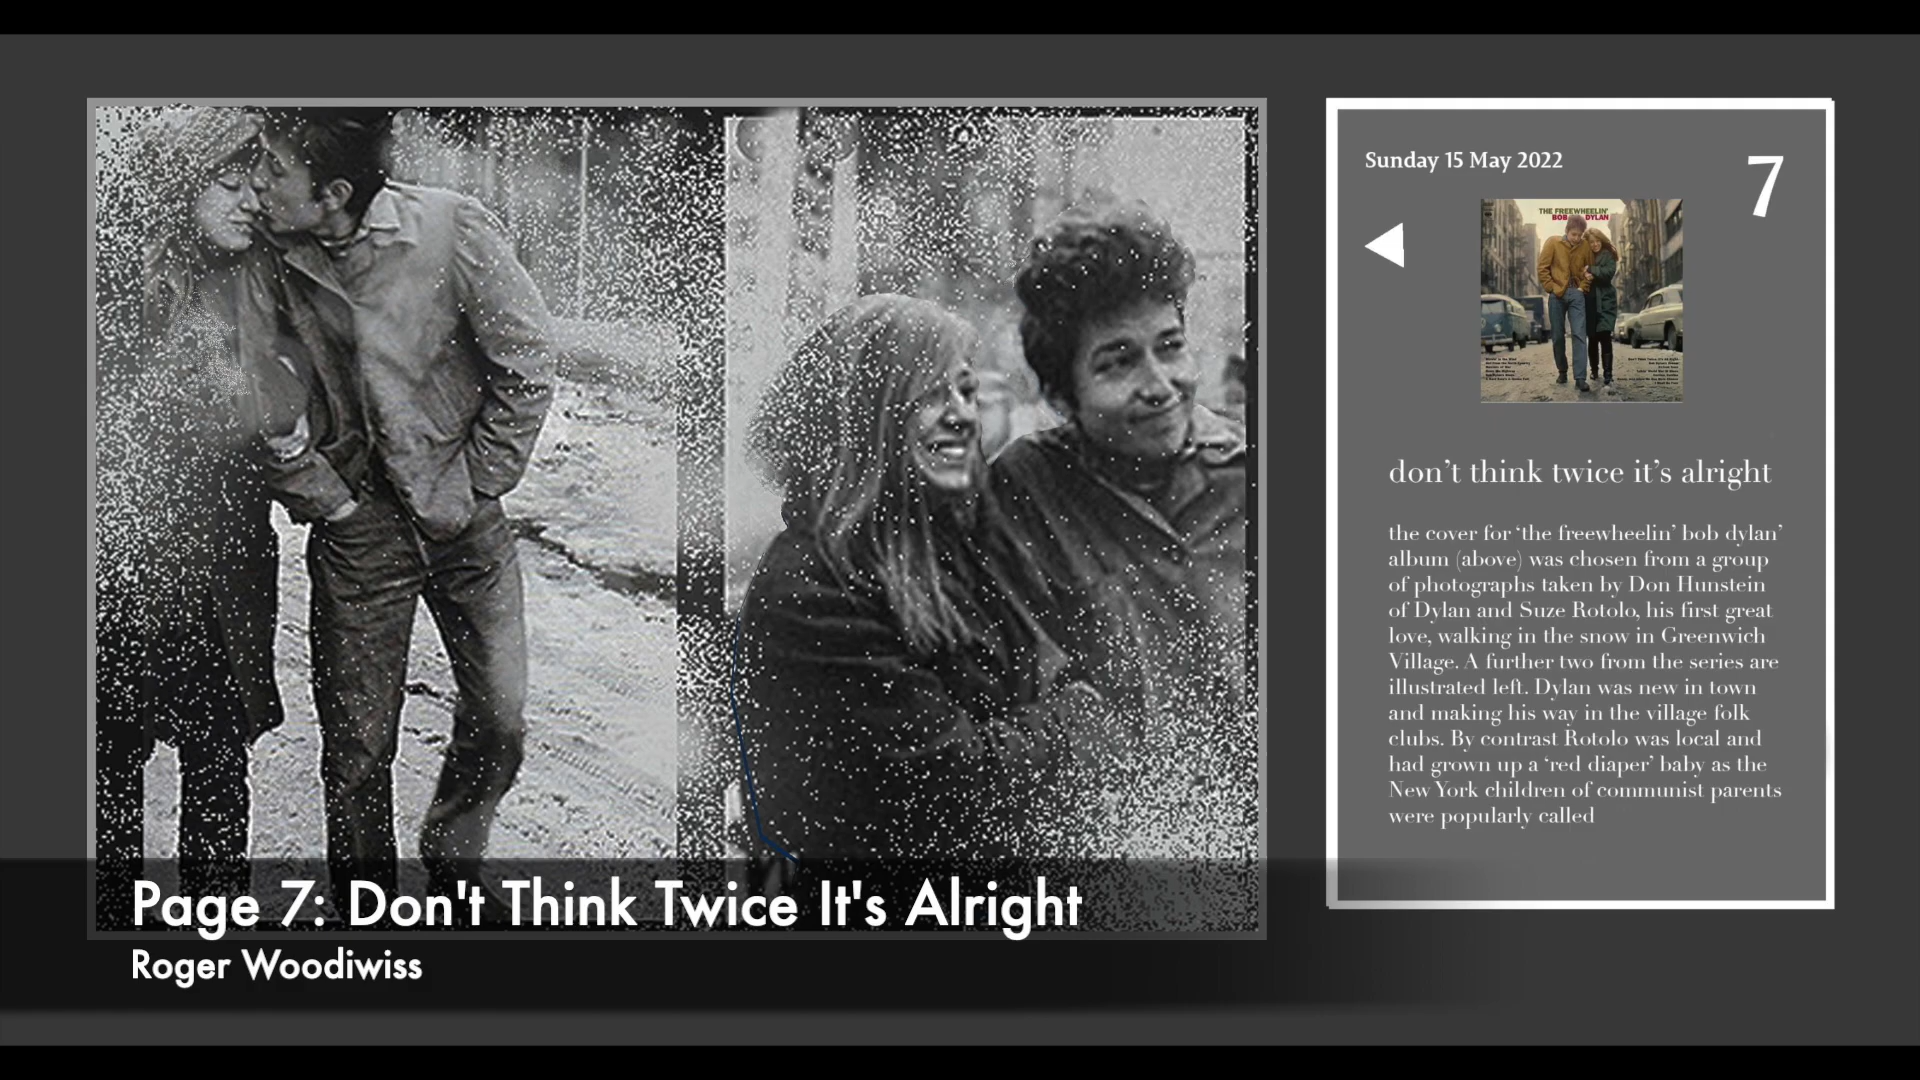 Sunday 15 May 2022
7
THE FREEWHEELIN'
BOB DYLAN
don't think twice it's alright
the cover for ‘the freewheelin’ bob dylan’
album (above) was chosen from a group
of photographs taken by Don Hunstein
of Dylan and Suze Rotolo, his first great
love, walking in the snow in Greenwich
Village. A further two from the series are
illustrated left. Dylan was new in town
and making his way in the village folk
clubs. By contrast Rotolo was local and
had grown up a ‘red diaper’ baby as the
New York children of communist parents
were popularly called
Page 7: Don't Think Twice It's Alright
Roger Woodiwiss